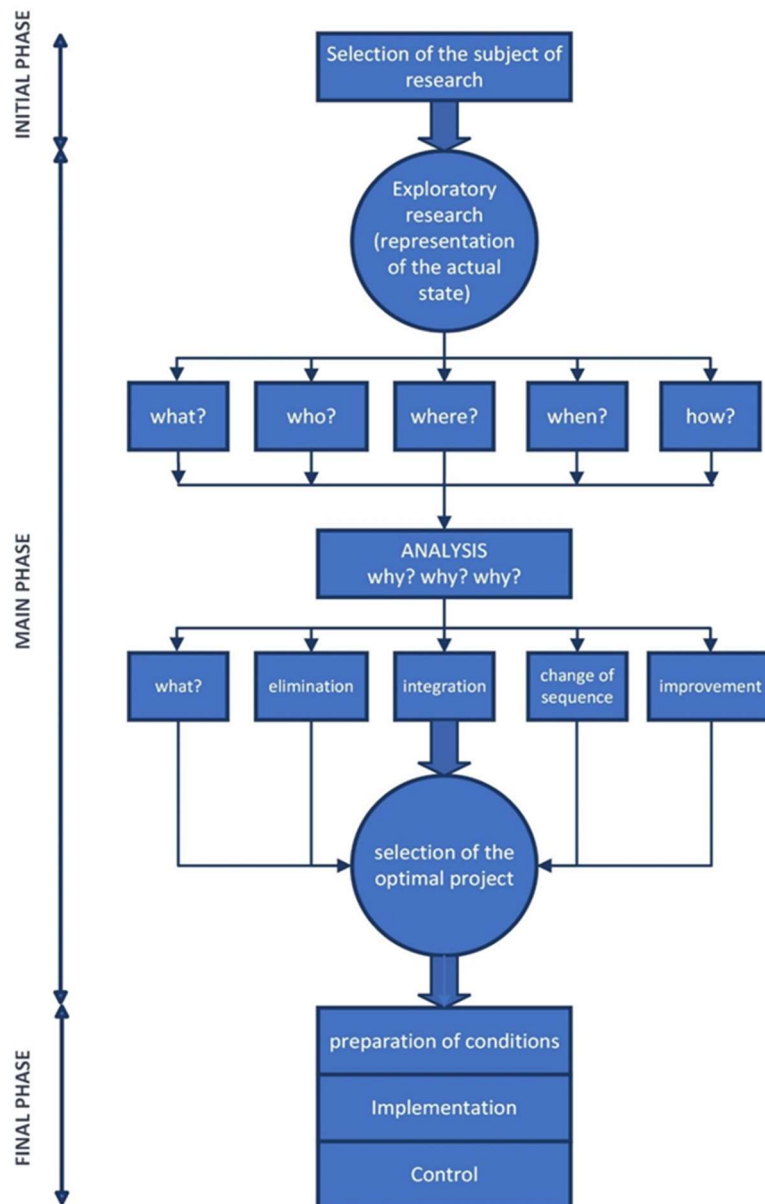 INITIAL PHASE
Selection of the subject of
research
Exploratory
research
(representation
of the actual
state)
what?
who?
where?
when?
how?
MAIN PHASE
ANALYSIS
why? why? why?
what?
elimination
integration
change of
sequence
improvement
selection of the
optimal project
FINAL PHASE
preparation of conditions
Implementation
Control